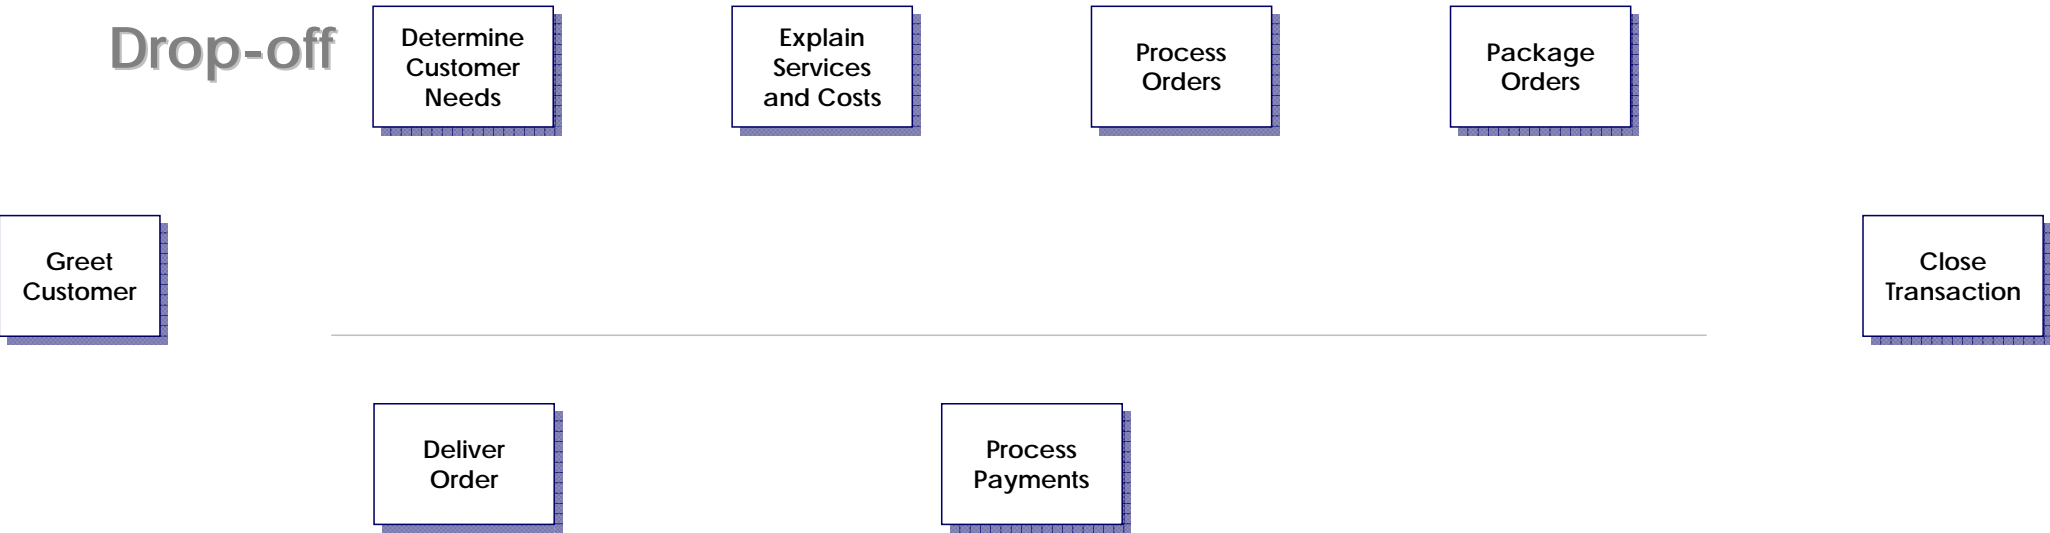 Drop-off
Determine
Customer
Needs
Explain
Services
and Costs
Process
Orders
Package
Orders
Greet
Customer
Close
Transaction
Deliver
Order
Process
Payments